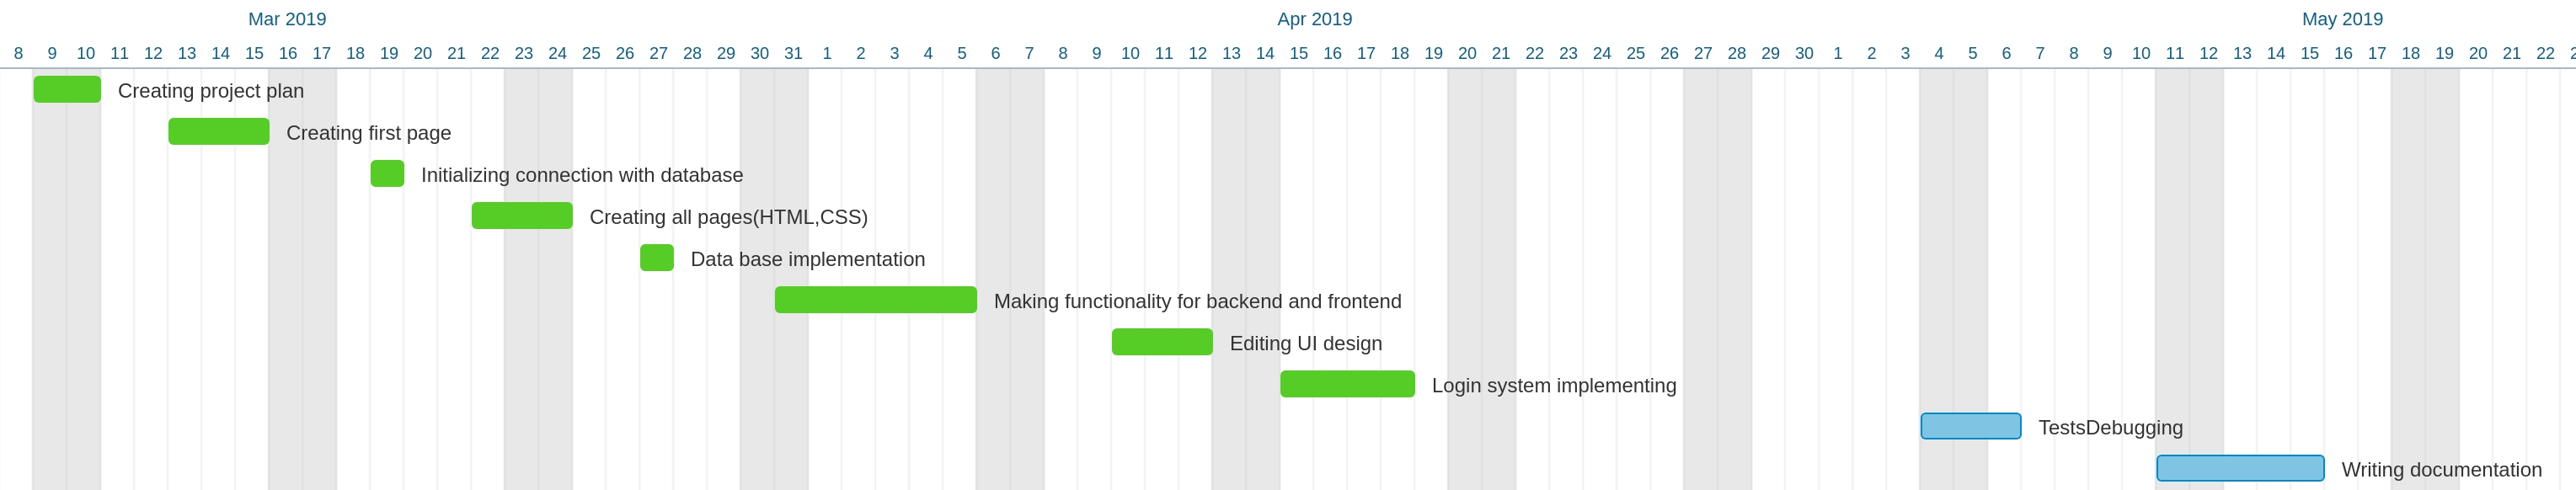 Mar 2019 Apr 2019 May 2019
8 9 10 11 12 13 14 15 16 17 18 19 20 21 22 23 24 25 26 27 28 29 30 31 1 2 3 4 5 6 7 8 9 10 11 12 13 14 15 16 17 18 19 20 21 22 23 24 25 26 27 28 29 30 1 2 3 4 5 6 7 8 9 10 11 12 13 14 15 16 17 18 19 20 21 22
Creating project plan
Creating first page
Initializing connection with database
Creating all pages(HTML,CSS)
Data base implementation
Making functionality for backend and frontend
Editing UI design
Login system implementing
TestsDebugging
Writing documentation